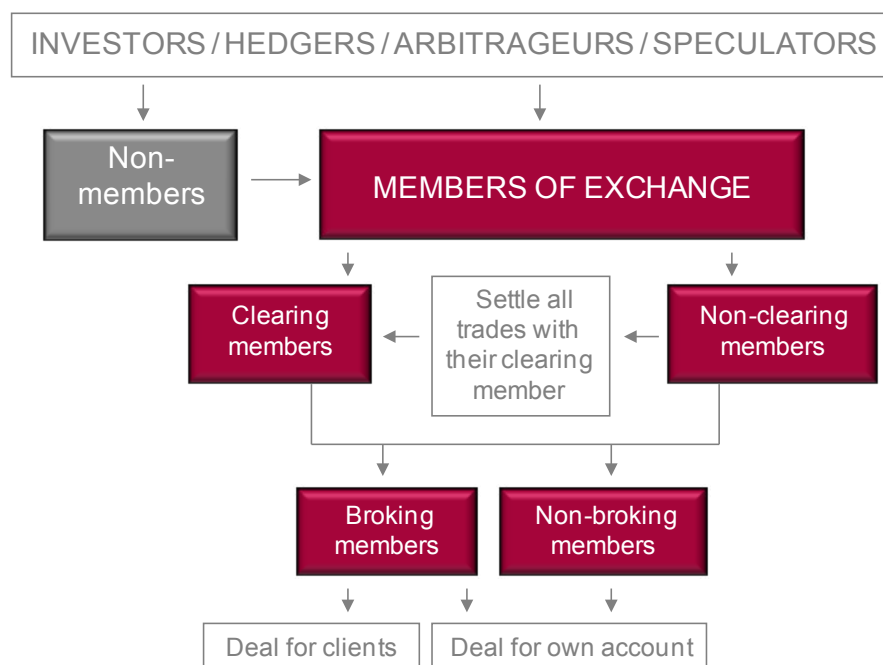 INVESTORS / HEDGERS / ARBITRAGEURS / SPECULATORS
Non-
members
MEMBERS OF EXCHANGE
Clearing
members
Settle all
trades with
their clearing
member
Non-clearing
members
Broking
members
Non-broking
members
Deal for clients
Deal for own account